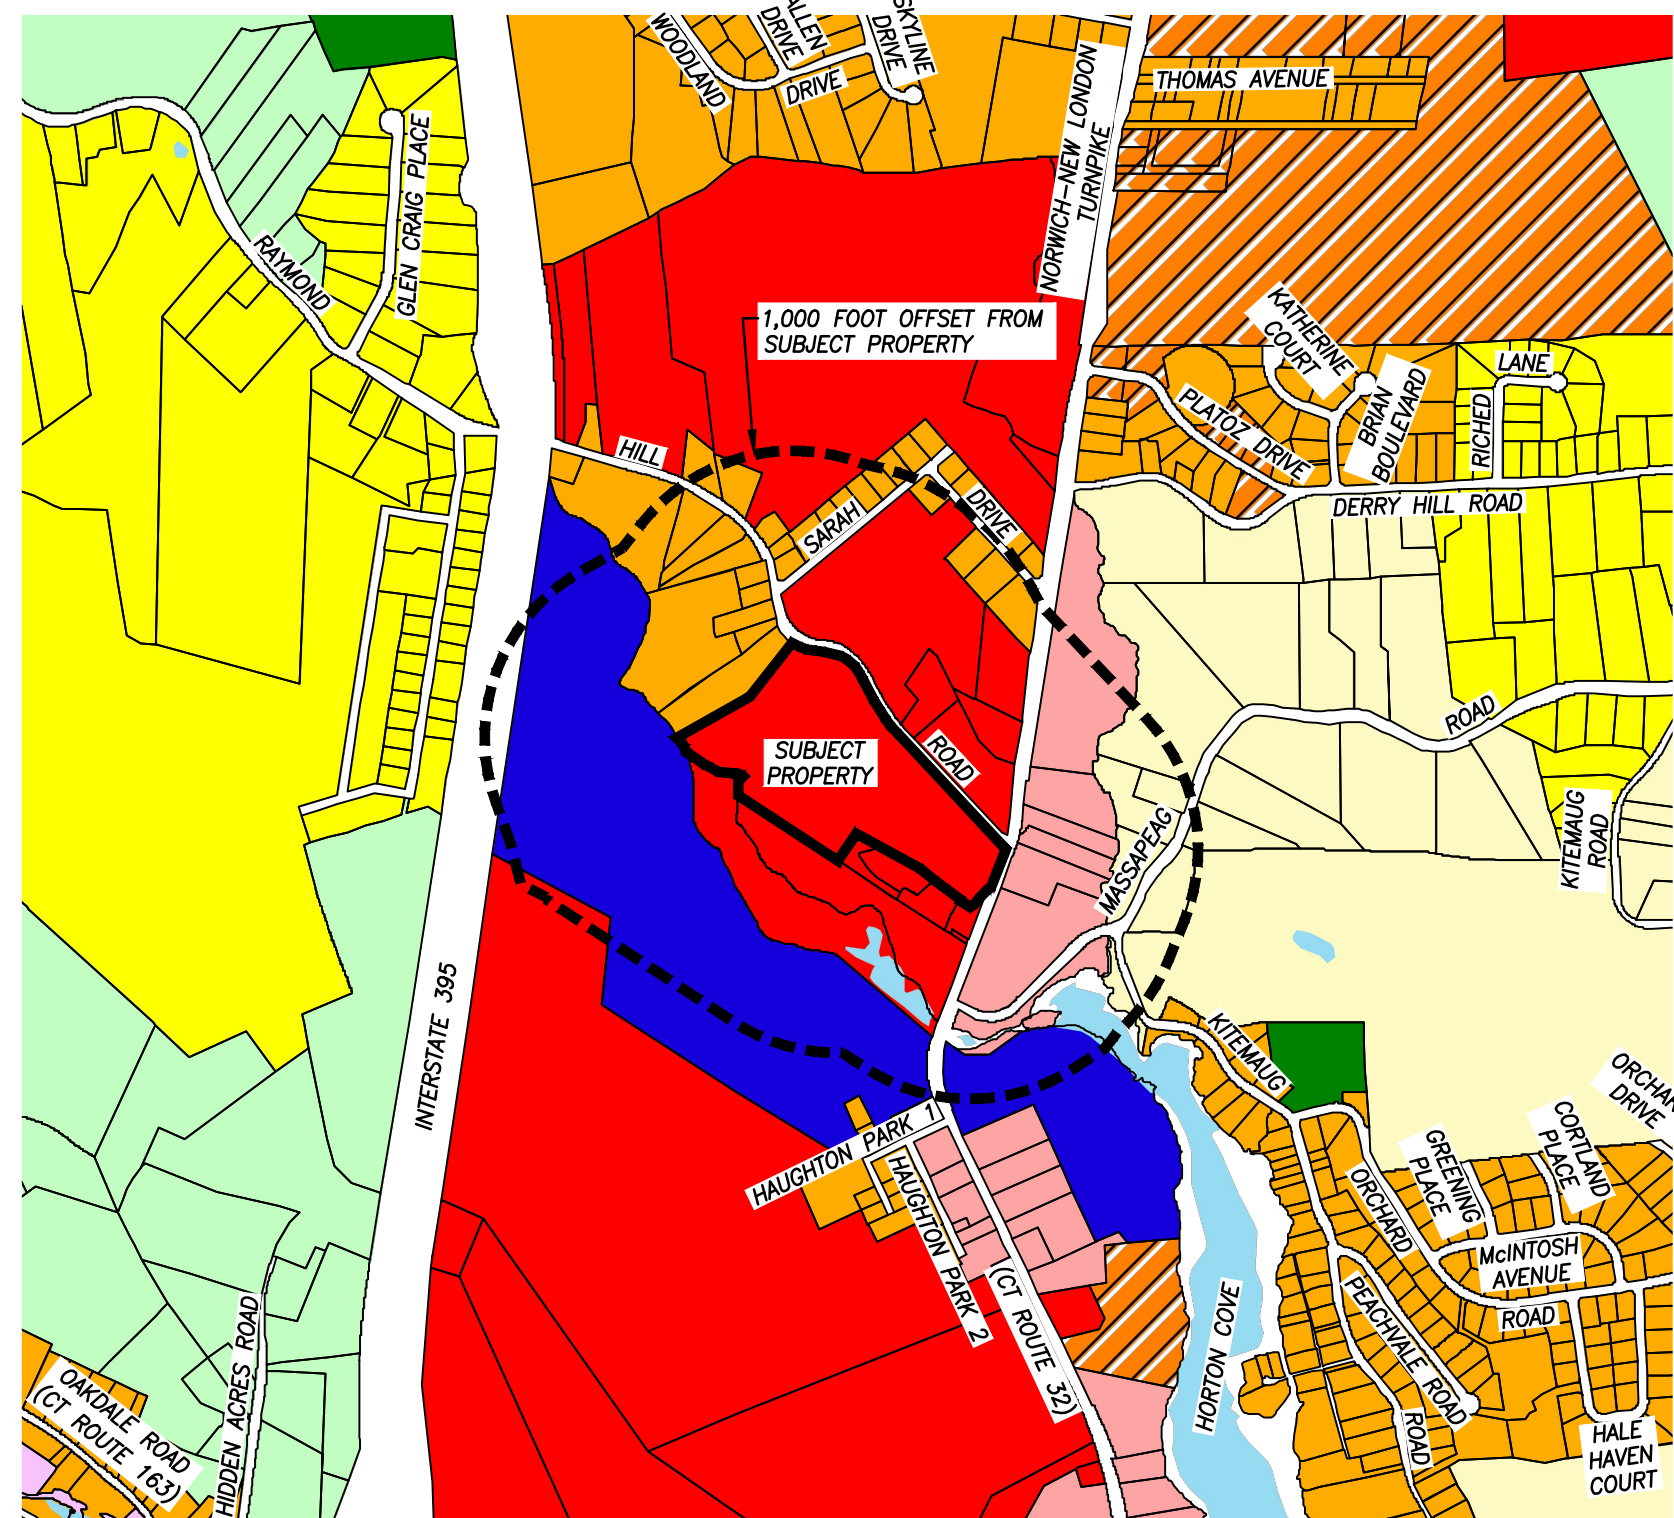 WOODLAND
DRIVE
ALLEN
DRIVE
SKYLINE
DRIVE
NORWICH-NEW LONDON
TURNPIKE
THOMAS AVENUE
GLEN CRAIG PLACE
RAYMOND
HILL
1,000 FOOT OFFSET FROM
SUBJECT PROPERTY
KATHERINE
COURT
BRIAN
BOULEVARD
LANE
RICHED
PLATOZ DRIVE
DERRY HILL ROAD
SARAH
DRIVE
SUBJECT
PROPERTY
ROAD
ROAD
MASSAPEAG
KITEMAUG
ROAD
INTERSTATE 395
KITEMAUG
ORCHARD
DRIVE
CORTLAND
PLACE
GREENING
PLACE
HAUGHTON PARK 1
HAUGHTON PARK 2
(CT ROUTE 32)
ORCHARD
McINTOSH
AVENUE
ROAD
PEACHVALE ROAD
ROAD
HORTON COVE
HALE
HAVEN
COURT
HIDDEN ACRES ROAD
OAKDALE ROAD
(CT ROUTE 163)